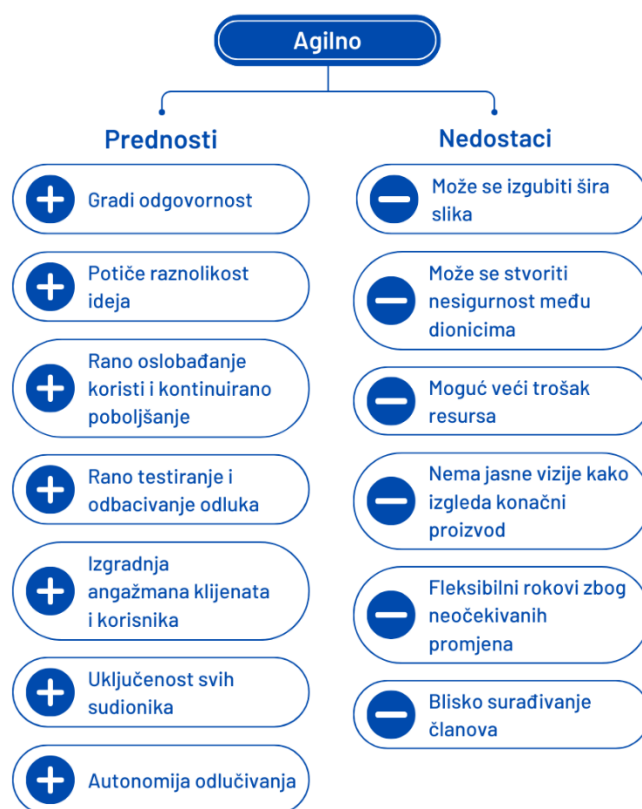 Agilno
Prednosti
Gradi odgovornost
Potiče raznolikost
ideja
Rano oslobađanje
koristi i kontinuirano
poboljšanje
Rano testiranje i
odbacivanje odluka
Izgradnja
angažmana klijenata
i korisnika
Uključenost svih
sudionika
Autonomija odlučivanja
Nedostaci
Može se izgubiti šira
slika
Može se stvoriti
nesigurnost među
dionicima
Moguć veći trošak
resursa
Nema jasne vizije kako
izgleda konačni
proizvod
Fleksibilni rokovi zbog
neočekivanih
promjena
Blisko surađivanje
članova